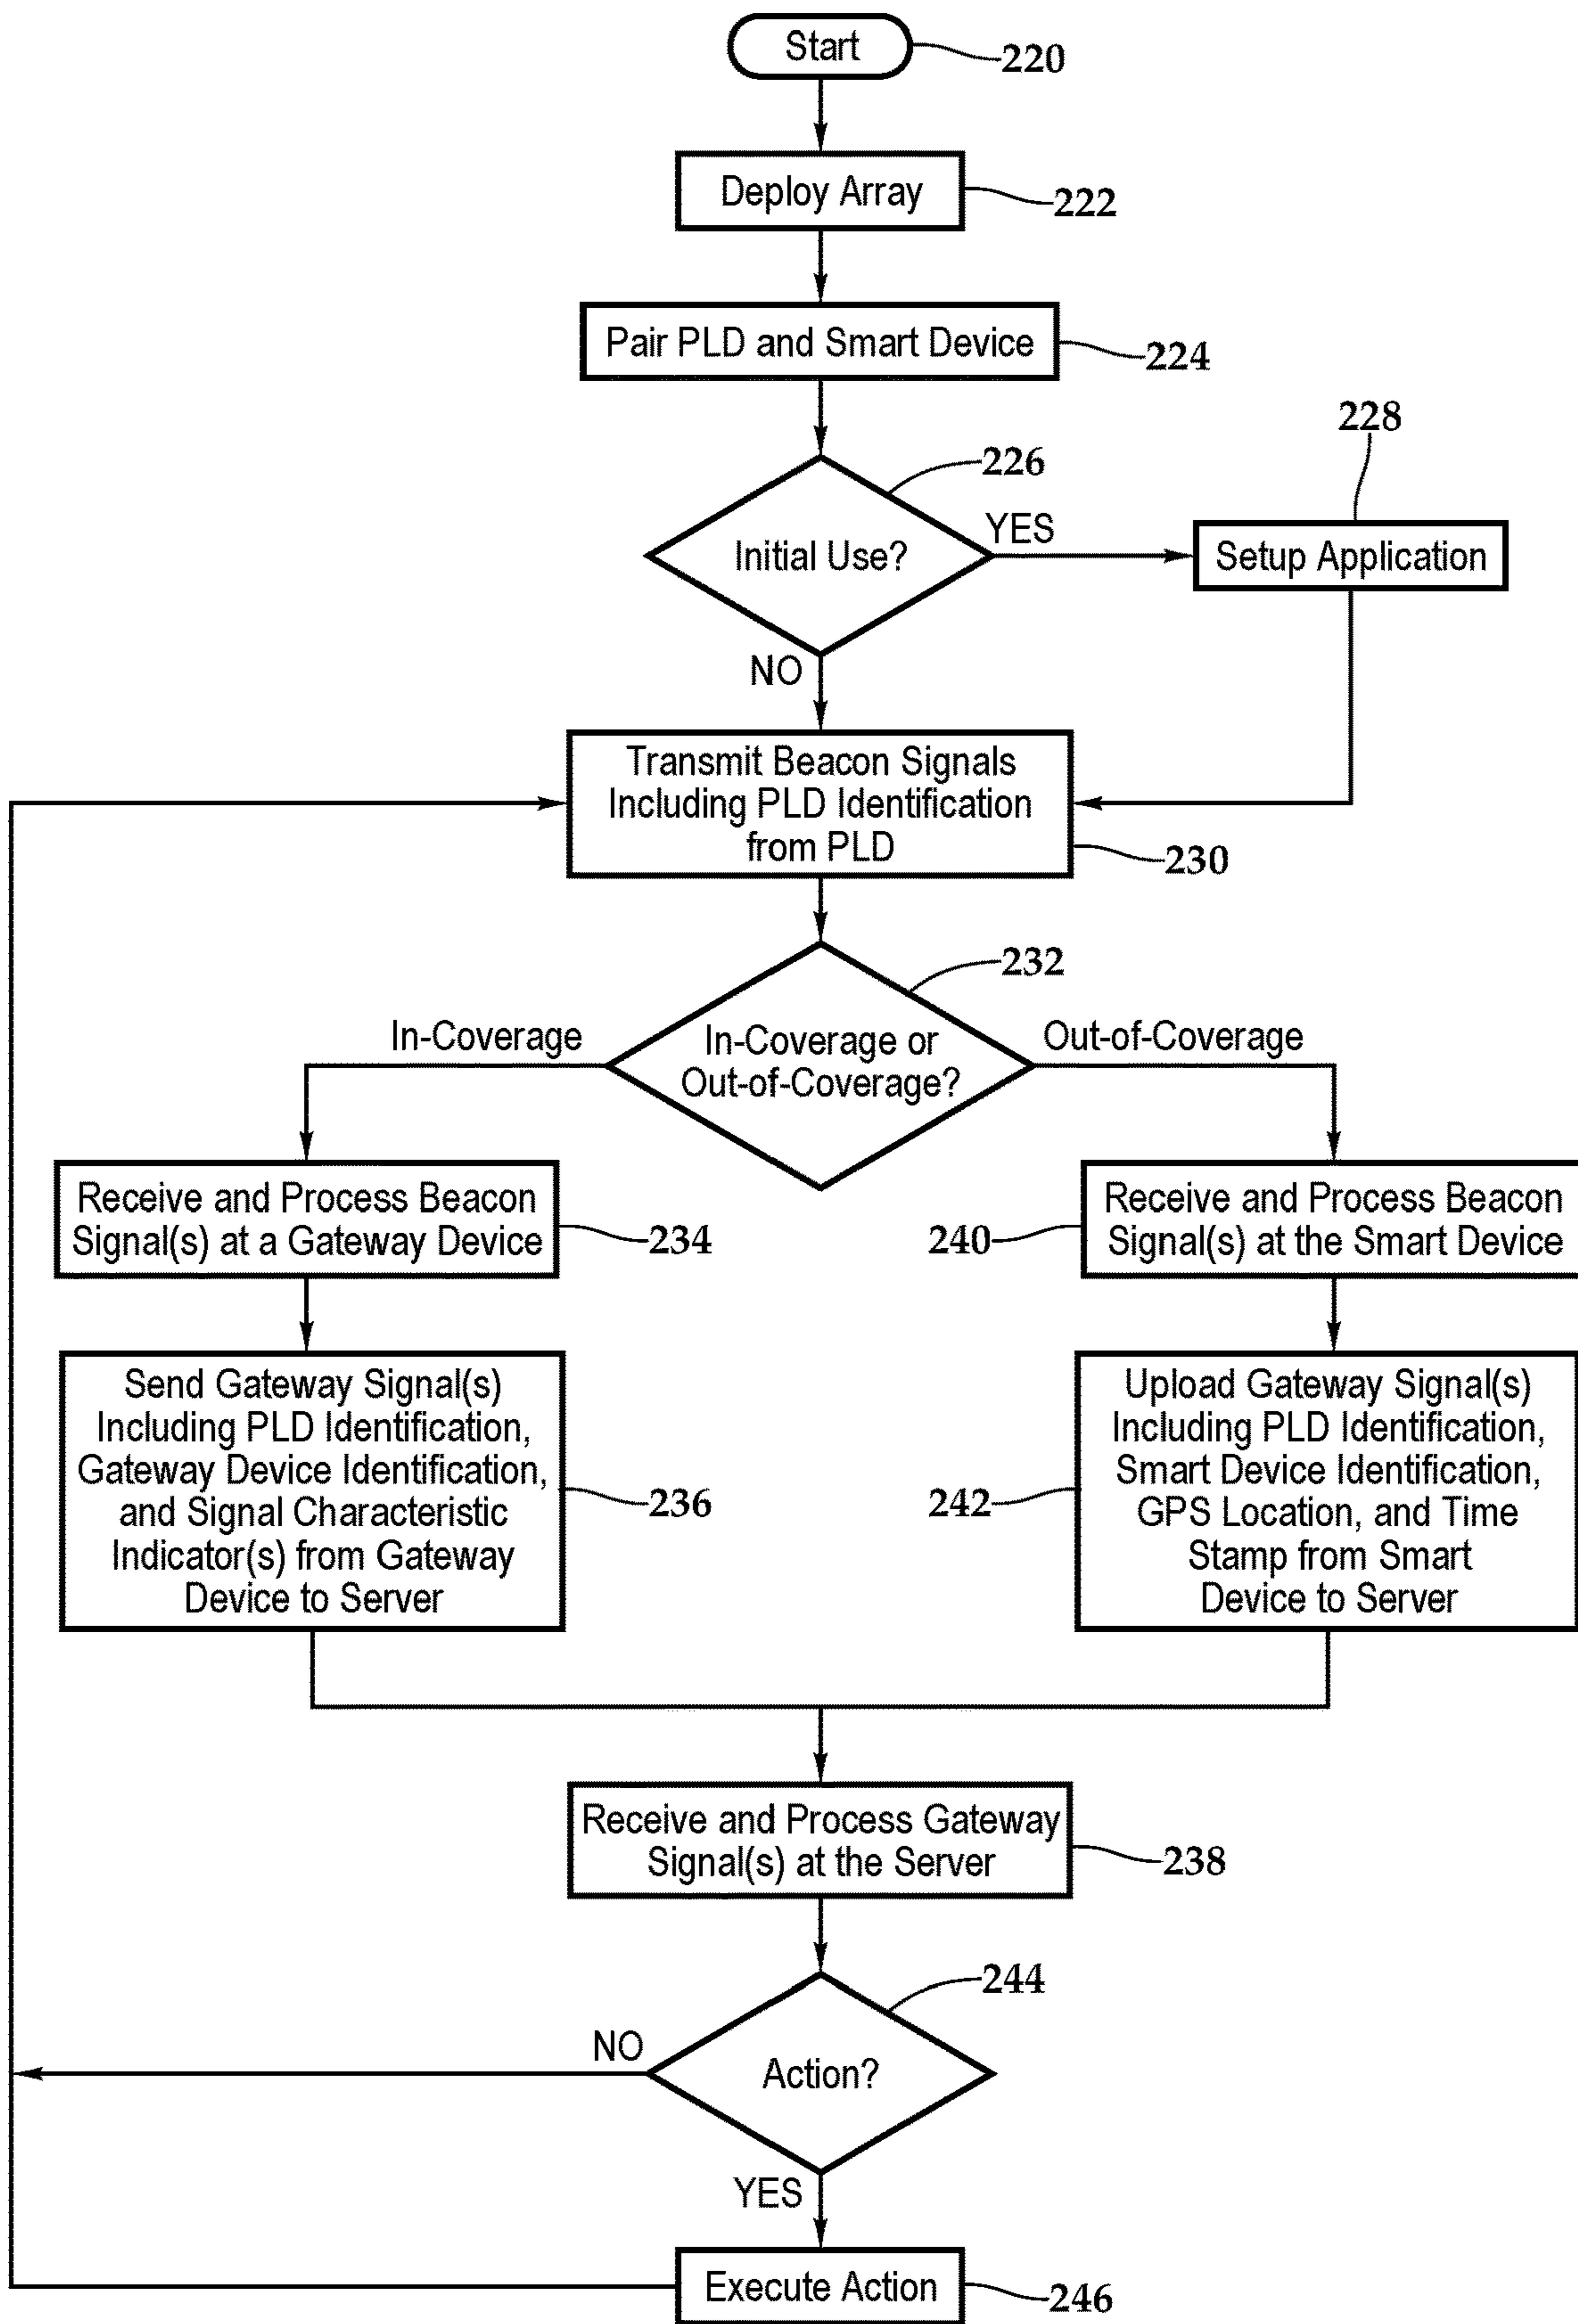 Start
220
Deploy Array
222
Pair PLD and Smart Device
224
226
228
Initial Use?
YES
Setup Application
NO
Transmit Beacon Signals
Including PLD Identification
from PLD
230
232
In-Coverage
In-Coverage or
Out-of-Coverage?
Out-of-Coverage
Receive and Process Beacon
Signal(s) at a Gateway Device
234
240
Receive and Process Beacon
Signal(s) at the Smart Device
Send Gateway Signal(s)
Including PLD Identification,
Gateway Device Identification,
and Signal Characteristic
Indicator(s) from Gateway
Device to Server
236
242
Upload Gateway Signal(s)
Including PLD Identification,
Smart Device Identification,
GPS Location, and Time
Stamp from Smart
Device to Server
Receive and Process Gateway
Signal(s) at the Server
238
244
NO
Action?
YES
Execute Action
246